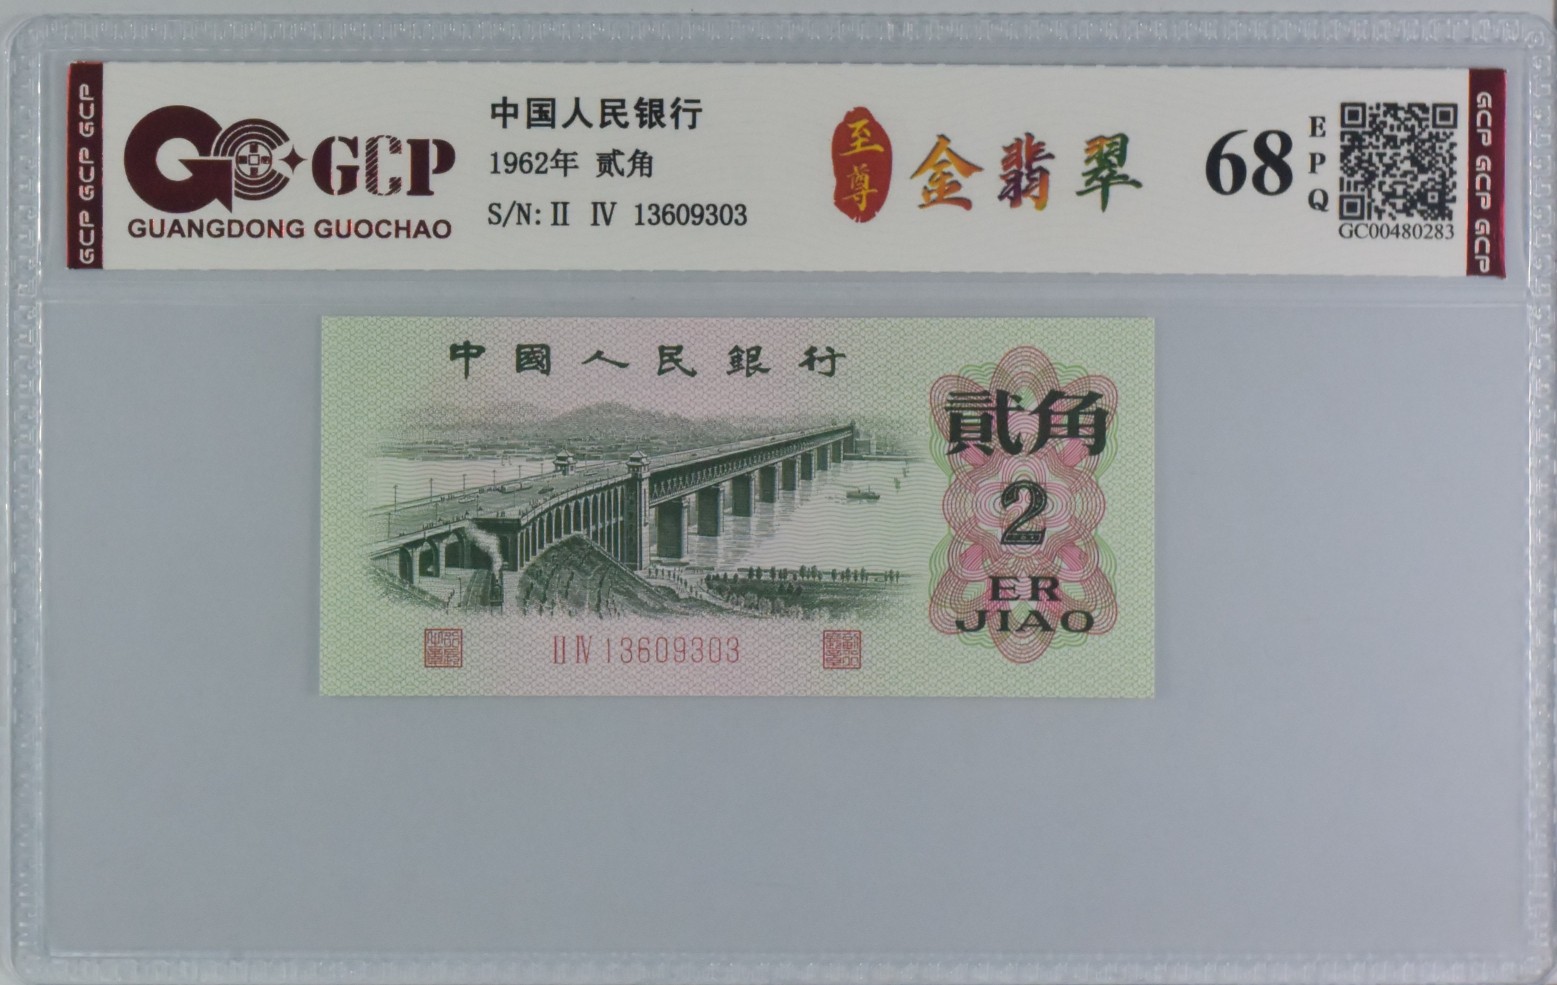 GCP GCP GCP
GCP
GUANGDONG GUOCHAO
中国人民银行
1962年 贰角
S/N: II IV 13609303
至尊
金翡翠
68
EPQ
GC00480283
GCP GCP GCP
中國人民銀行
貳角
2
ER
JIAO
II IV 13609303